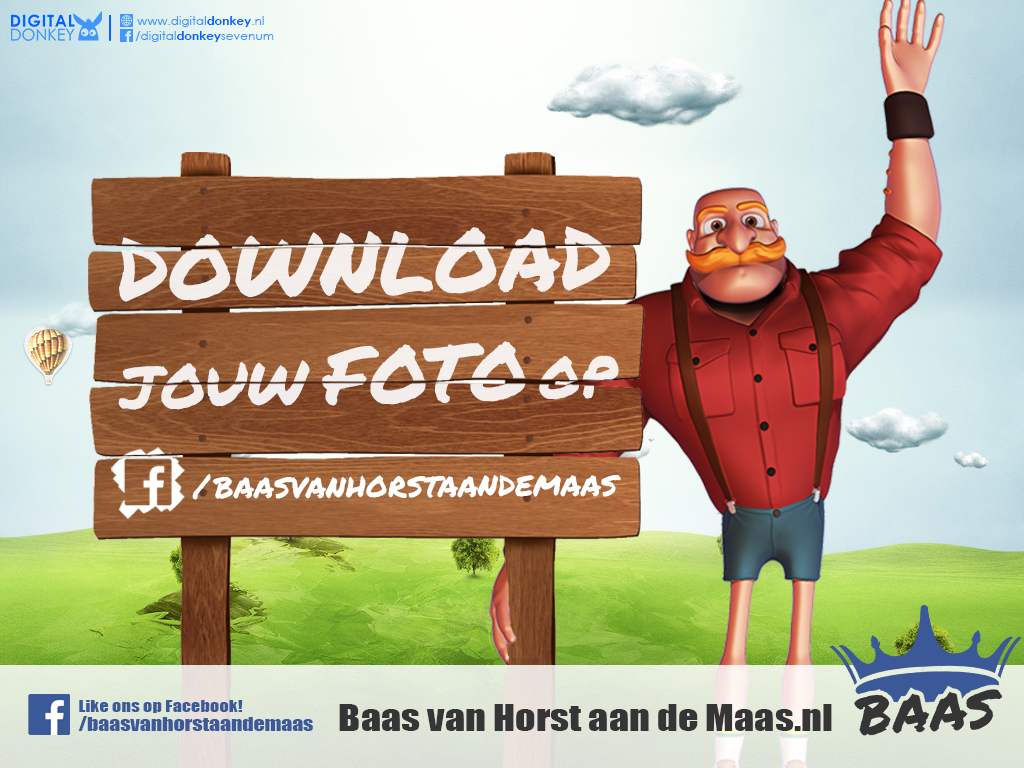 DIGITAL
DONKEY
www.digitaldonkey.nl
/digitaldonkeysevenum
DOWNLOAD
JOUW FOTO OP
f /BAASVANHORSTAANDEMAAS
f Like ons op Facebook!
/baasvanhorstaandemaas
Baas van Horst aan de Maas.nl
BAAS